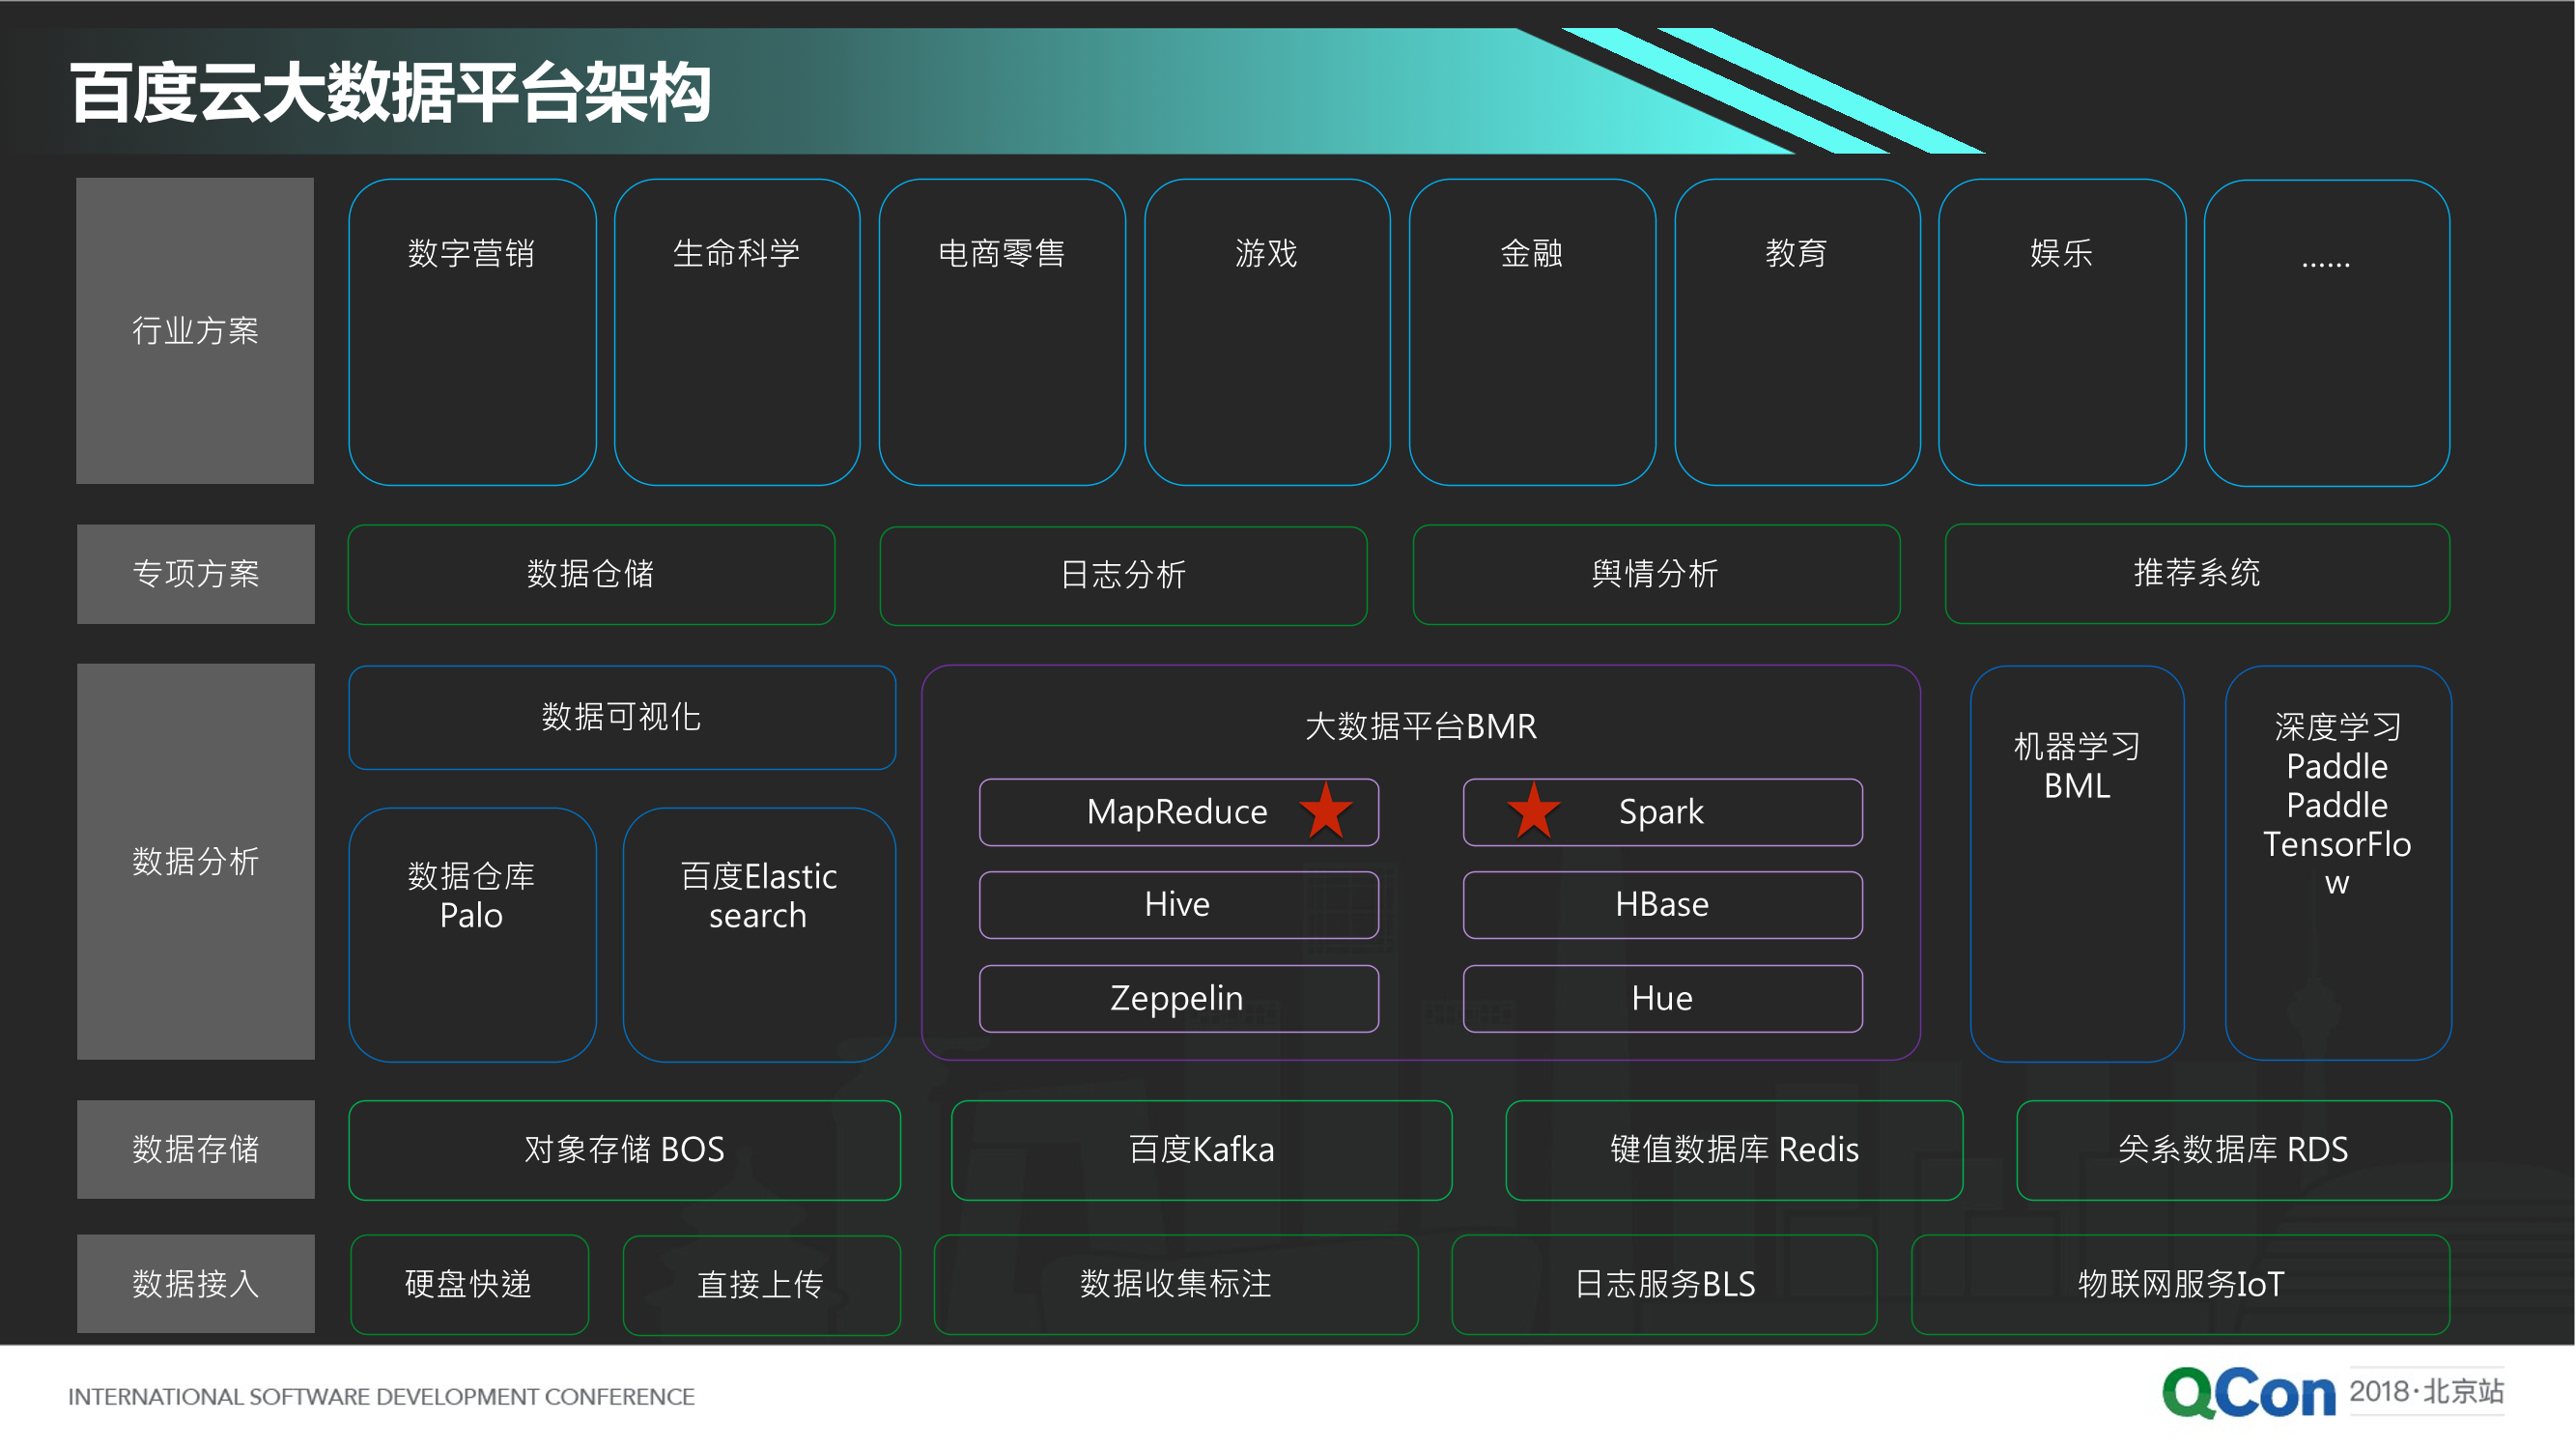 百度云大数据平台架构
行业方案
数字营销
生命科学
电商零售
游戏
金融
教育
娱乐
……
专项方案
数据仓储
日志分析
舆情分析
推荐系统
数据分析
数据可视化
数据仓库
Palo
百度Elastic
search
大数据平台BMR
MapReduce
Spark
Hive
HBase
Zeppelin
Hue
机器学习
BML
深度学习
Paddle
Paddle
TensorFlo
w
数据存储
对象存储 BOS
百度Kafka
键值数据库 Redis
关系数据库 RDS
数据接入
硬盘快递
直接上传
数据收集标注
日志服务BLS
物联网服务IoT
INTERNATIONAL SOFTWARE DEVELOPMENT CONFERENCE
QCon 2018·北京站